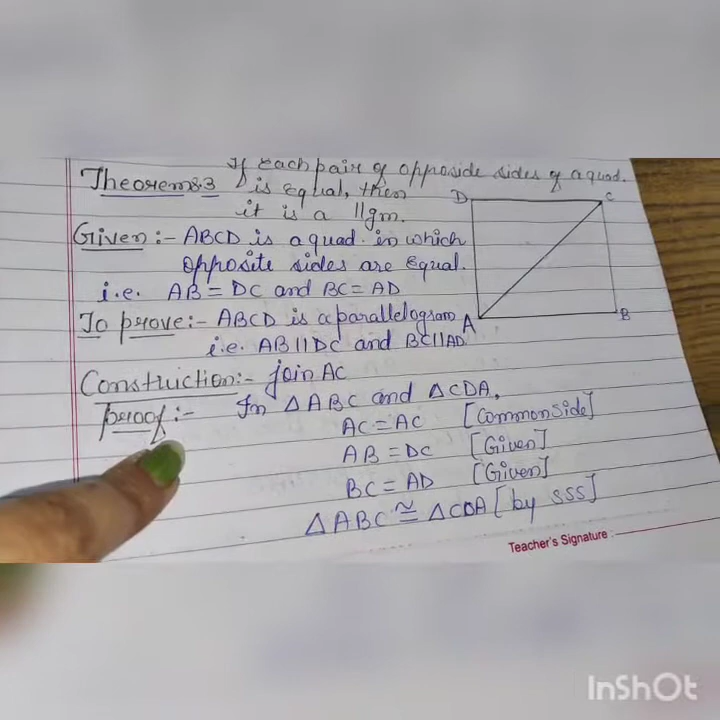 If each pair of opposide sides of a quad.
Theorem8.3 is equal, then
it is a ||gm.
D C
Given:- ABCD is a quad. in which
opposite sides are equal.
i.e. AB = DC and BC = AD
To prove:- ABCD is a parallelogram A B
i.e. AB||DC and BC||AD.
Construction:- join AC
proof:- In △ABC and △CDA,
AC = AC [Common side]
AB = DC [Given]
BC = AD [Given]
△ABC ≅ △CDA [by SSS]
Teacher's Signature:
InShOt